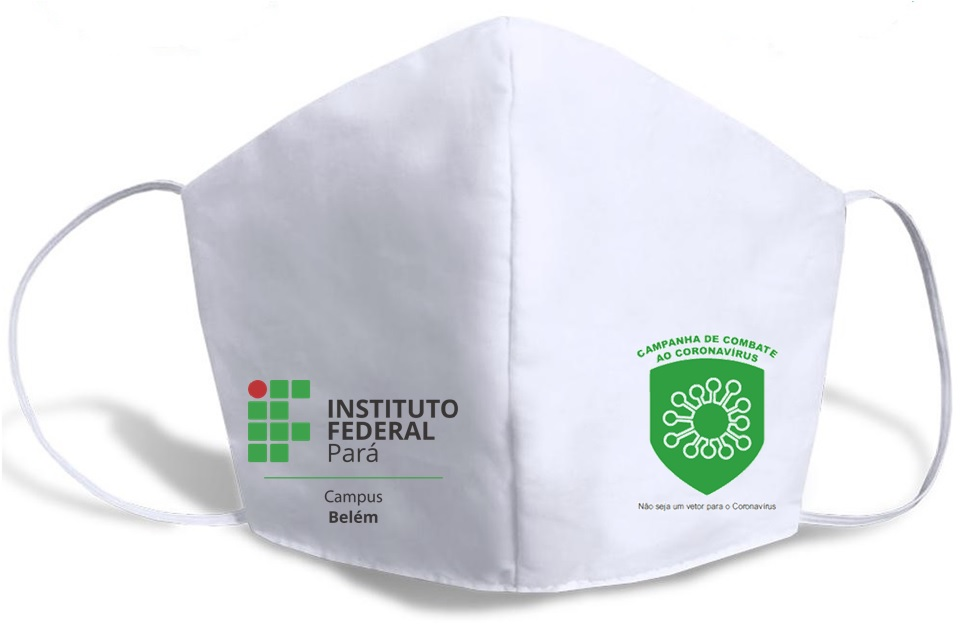 INSTITUTO
FEDERAL
Pará
Campus
Belém
CAMPANHA DE COMBATE
AO CORONAVÍRUS
Não seja um vetor para o Coronavírus